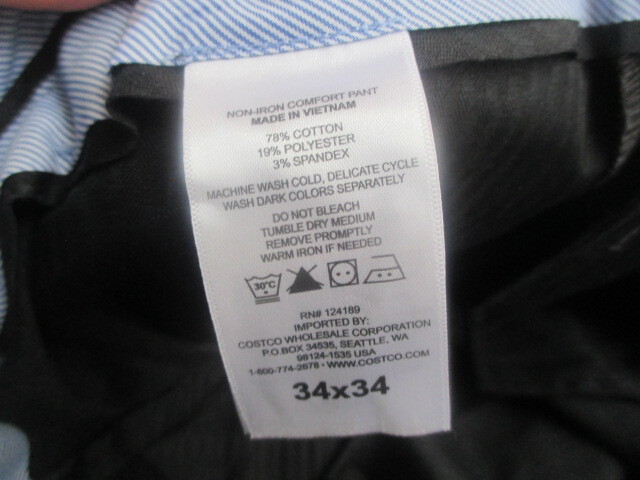 NON-IRON COMFORT PANT
MADE IN VIETNAM
78% COTTON
19% POLYESTER
3% SPANDEX
MACHINE WASH COLD, DELICATE CYCLE
WASH DARK COLORS SEPARATELY
DO NOT BLEACH
TUMBLE DRY MEDIUM
REMOVE PROMPTLY
WARM IRON IF NEEDED
30°C
RN# 124189
IMPORTED BY:
COSTCO WHOLESALE CORPORATION
P.O.BOX 34535, SEATTLE, WA
98124-1535 USA
1-800-774-2678 • WWW.COSTCO.COM
34x34